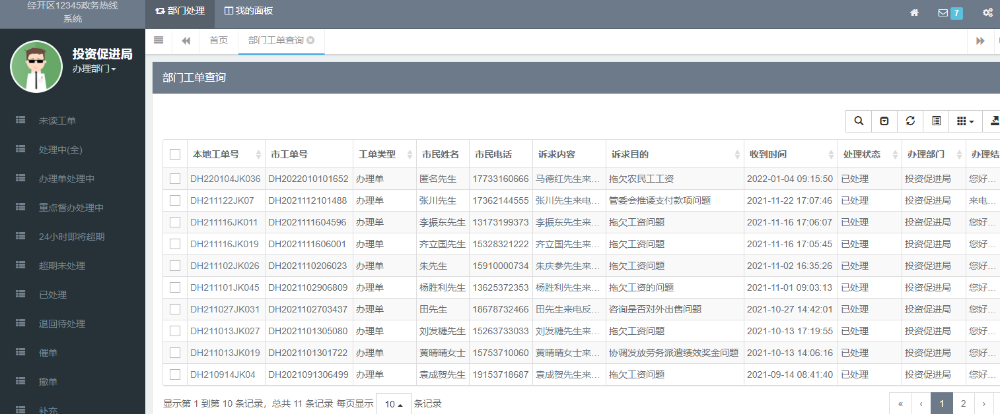 经开区12345政务热线
系统
部门处理
我的面板
7
投资促进局
办理部门
首页
部门工单查询
未读工单
处理中(全)
办理单处理中
重点督办处理中
24小时即将超期
超期未处理
已处理
退回待处理
催单
撤单
补充
部门工单查询
本地工单号 市工单号 工单类型 市民姓名 市民电话 诉求内容 诉求目的 收到时间 处理状态 办理部门 办理结
DH220104JK036 DH2022010101652 办理单 匿名先生 17733160666 马德红先生来... 拖欠农民工工资 2022-01-04 09:15:50 已处理 投资促进局 您好...
DH211122JK07 DH2021112101488 办理单 张川先生 17362144555 张川先生来电... 管委会推诿支付款项问题 2021-11-22 17:07:46 已处理 投资促进局 来电...
DH211116JK011 DH2021111604596 办理单 李振东先生 13173199373 李振东先生来... 拖欠工资问题 2021-11-16 17:06:07 已处理 投资促进局 您好...
DH211116JK019 DH2021111606001 办理单 齐立国先生 15328321222 齐立国先生来... 拖欠工资问题 2021-11-16 17:05:45 已处理 投资促进局 您好...
DH211102JK026 DH2021110206023 办理单 朱先生 15910000734 朱庆参先生来... 拖欠工资问题 2021-11-02 16:35:26 已处理 投资促进局 您好...
DH211101JK045 DH2021102906809 办理单 杨胜利先生 13625372353 杨胜利先生来... 拖欠工资的问题 2021-11-01 09:03:13 已处理 投资促进局 您好...
DH211027JK031 DH2021102703437 办理单 田先生 18678732466 田先生来电反... 咨询是否对外出售问题 2021-10-27 14:42:01 已处理 投资促进局 您好...
DH211013JK027 DH2021101305080 办理单 刘发糖先生 15263733033 刘发糖先生来... 拖欠工资问题 2021-10-13 17:19:55 已处理 投资促进局 您好...
DH211013JK019 DH2021101301722 办理单 黄晴晴女士 15753710060 黄晴晴女士来... 协调发放劳务派遣绩效奖金问题 2021-10-13 14:06:16 已处理 投资促进局 您好...
DH210914JK04 DH2021091306499 办理单 袁成贺先生 19153718687 袁成贺先生来... 拖欠工资问题 2021-09-14 08:41:40 已处理 投资促进局 您好...
显示第 1 到第 10 条记录，总共 11 条记录 每页显示 10 条记录
« ‹ 1 2 ›